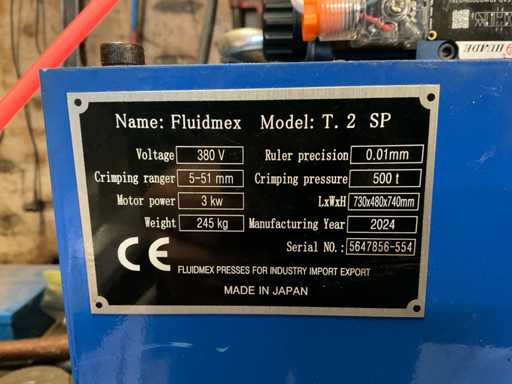 Name: Fluidmex Model: T. 2 SP
Voltage 380 V Ruler precision 0.01mm
Crimping ranger 5-51 mm Crimping pressure 500 t
Motor power 3 kw LxWxH 730x480x740mm
Weight 245 kg Manufacturing Year 2024
Serial NO.: 5647856-554
CE
FLUIDMEX PRESSES FOR INDUSTRY IMPORT EXPORT
MADE IN JAPAN